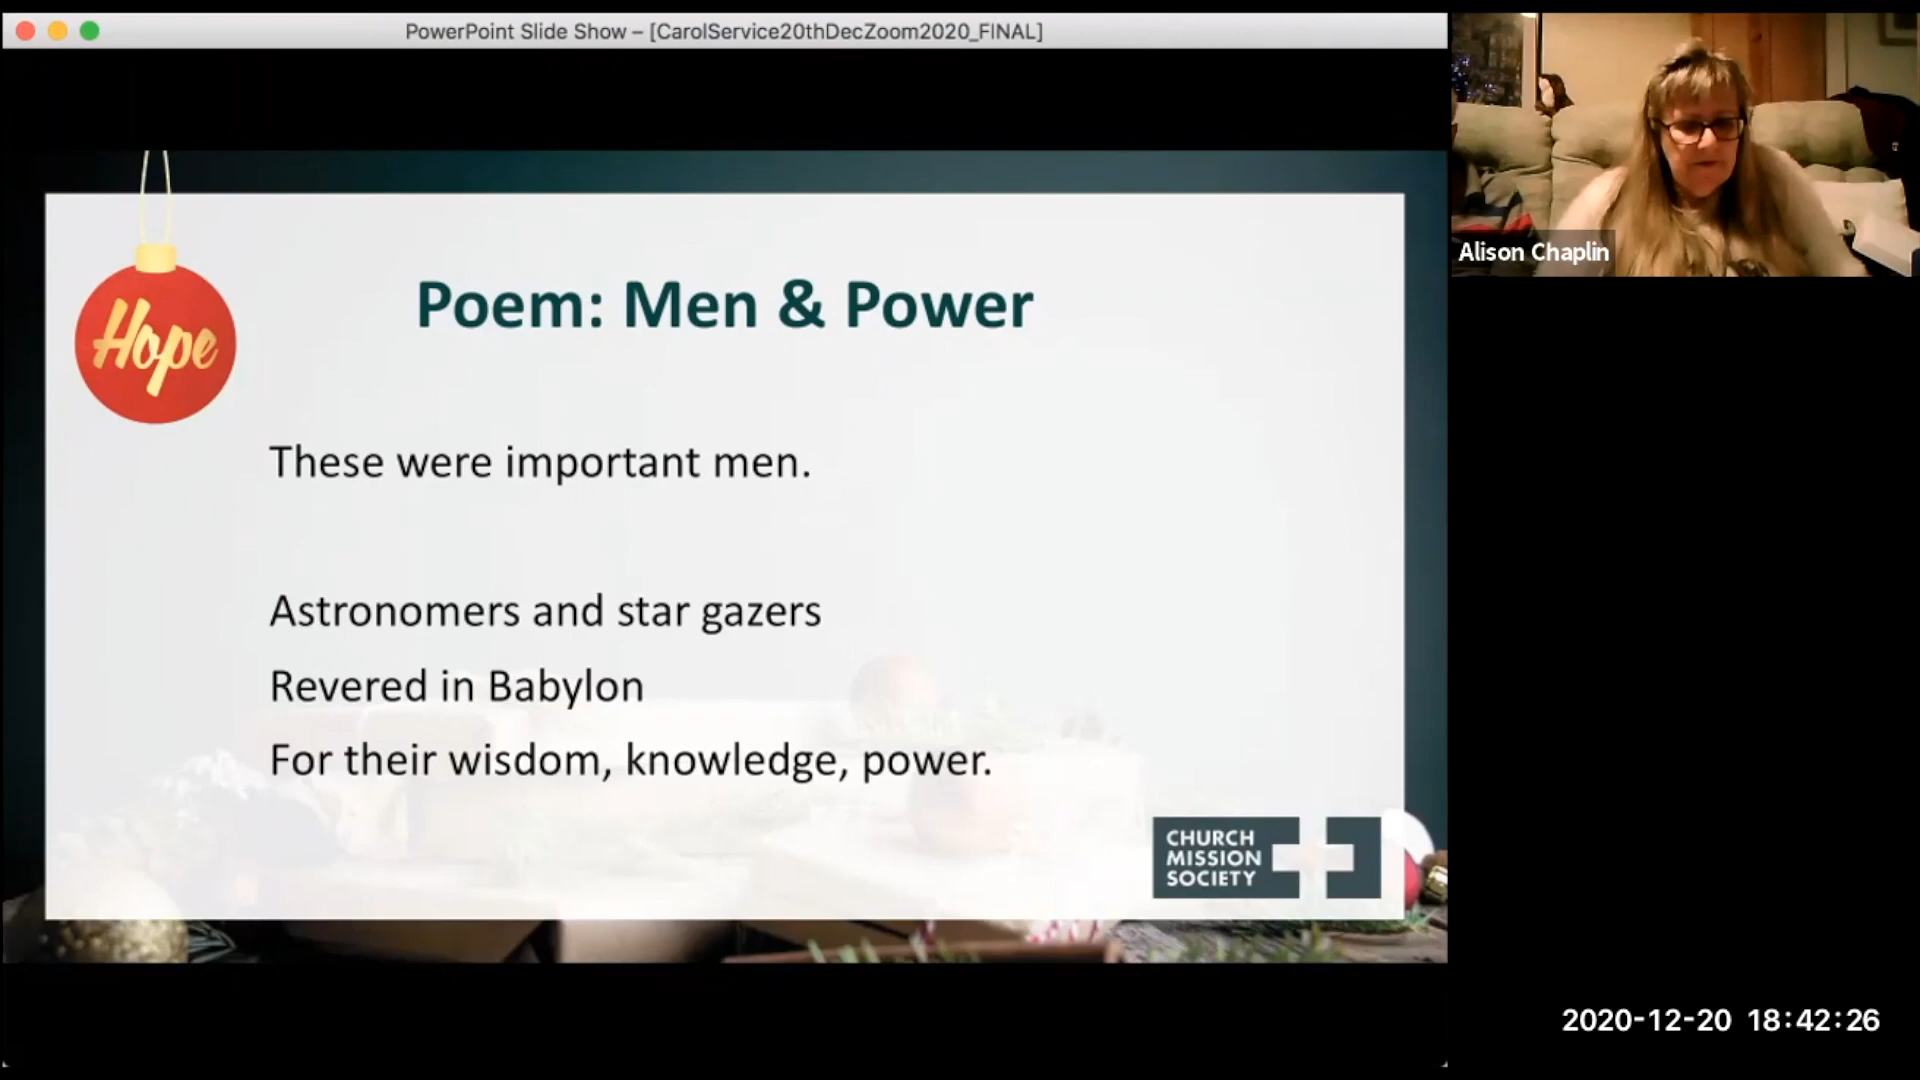 PowerPoint Slide Show – [CarolService20thDecZoom2020_FINAL]
Alison Chaplin
Hope
Poem: Men & Power
These were important men.
Astronomers and star gazers
Revered in Babylon
For their wisdom, knowledge, power.
CHURCH
MISSION
SOCIETY
2020-12-20 18:42:26